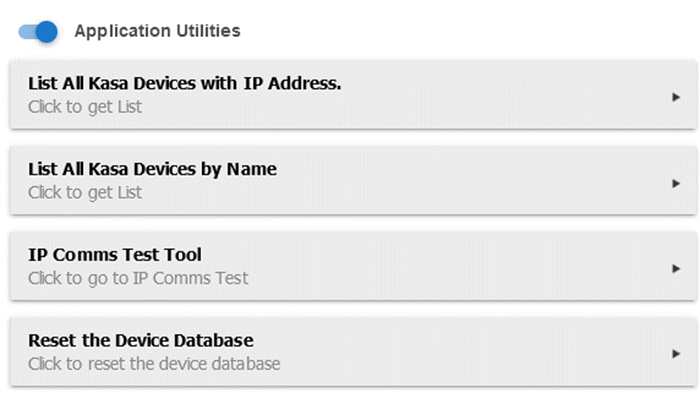 Application Utilities
List All Kasa Devices with IP Address.
Click to get List
List All Kasa Devices by Name
Click to get List
IP Comms Test Tool
Click to go to IP Comms Test
Reset the Device Database
Click to reset the device database